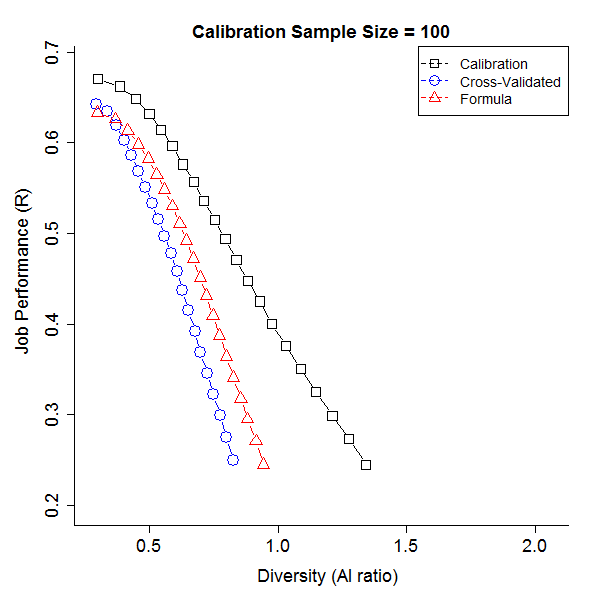 Calibration Sample Size = 100
Calibration
Cross-Validated
Formula
Job Performance (R)
0.7
0.6
0.5
0.4
0.3
0.2
0.5 1.0 1.5 2.0
Diversity (AI ratio)